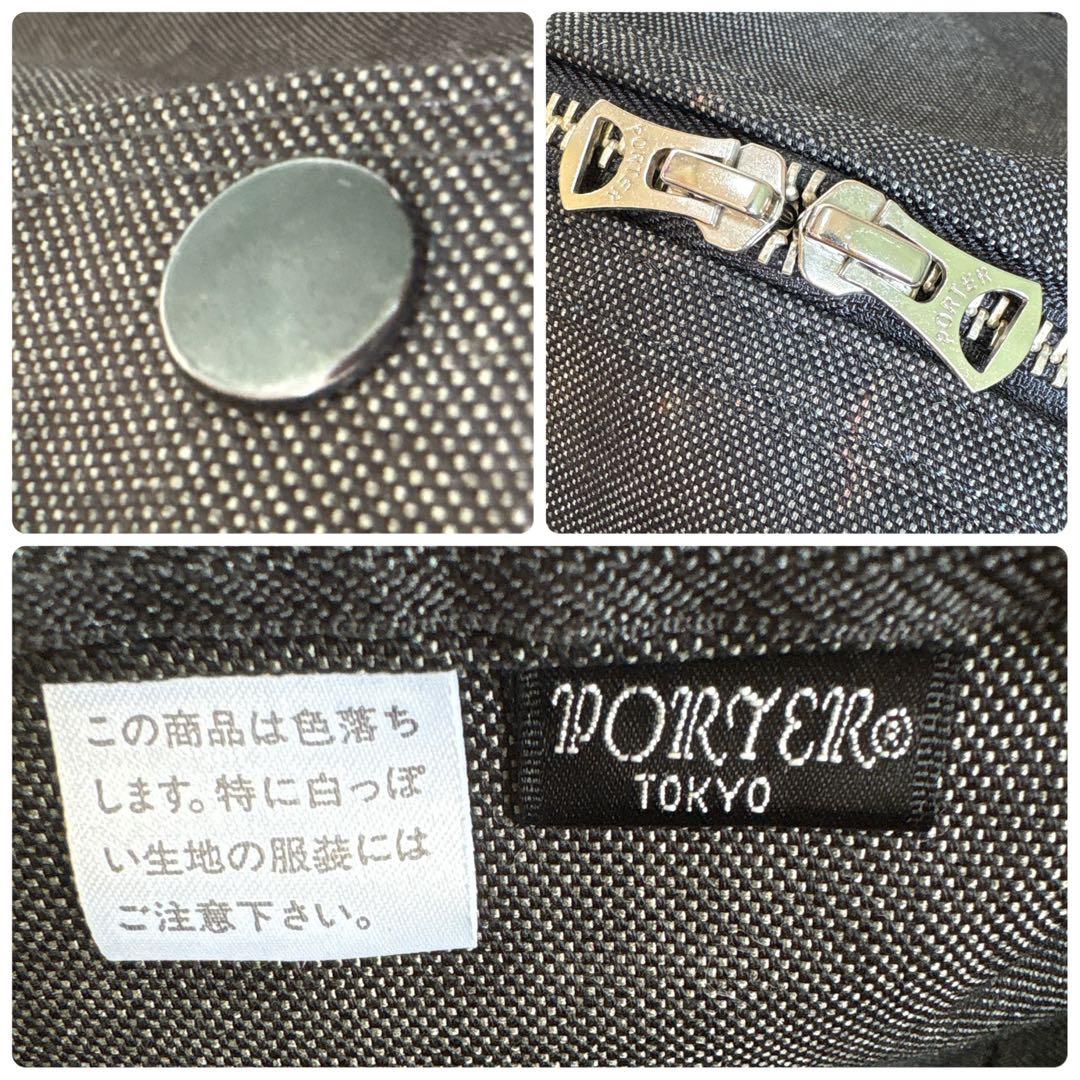 PORTER
PORTER
この商品は色落ち
します。特に白っぽ
い生地の服装には
ご注意下さい。
PORTER®
TOKYO